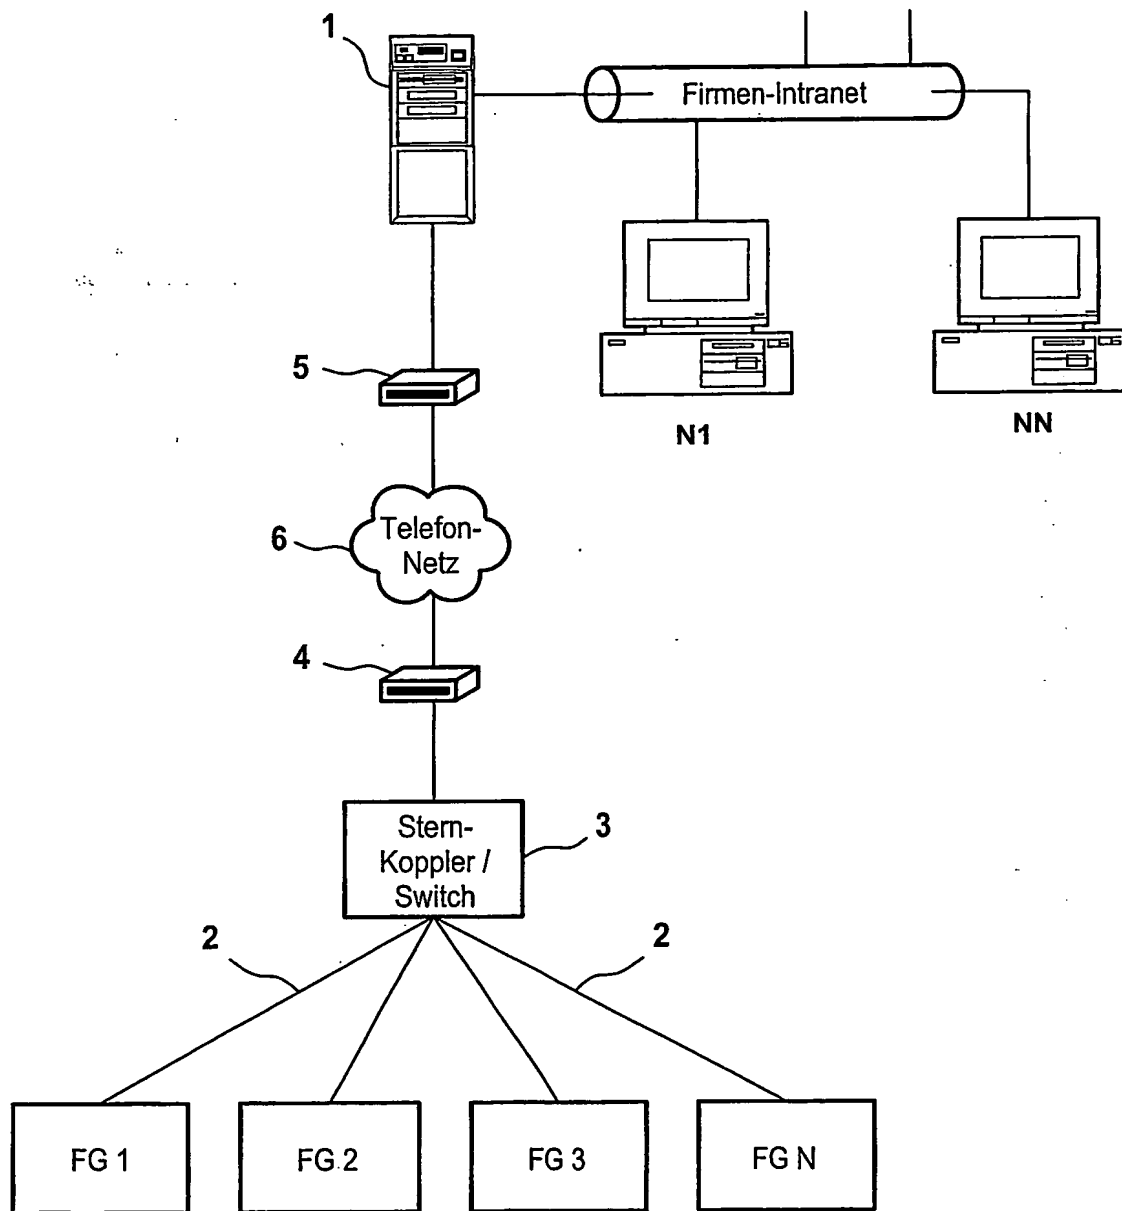 1
Firmen-Intranet
5
N1
NN
6
Telefon-
Netz
4
Stern-
Koppler /
Switch
3
2
2
FG 1
FG 2
FG 3
FG N